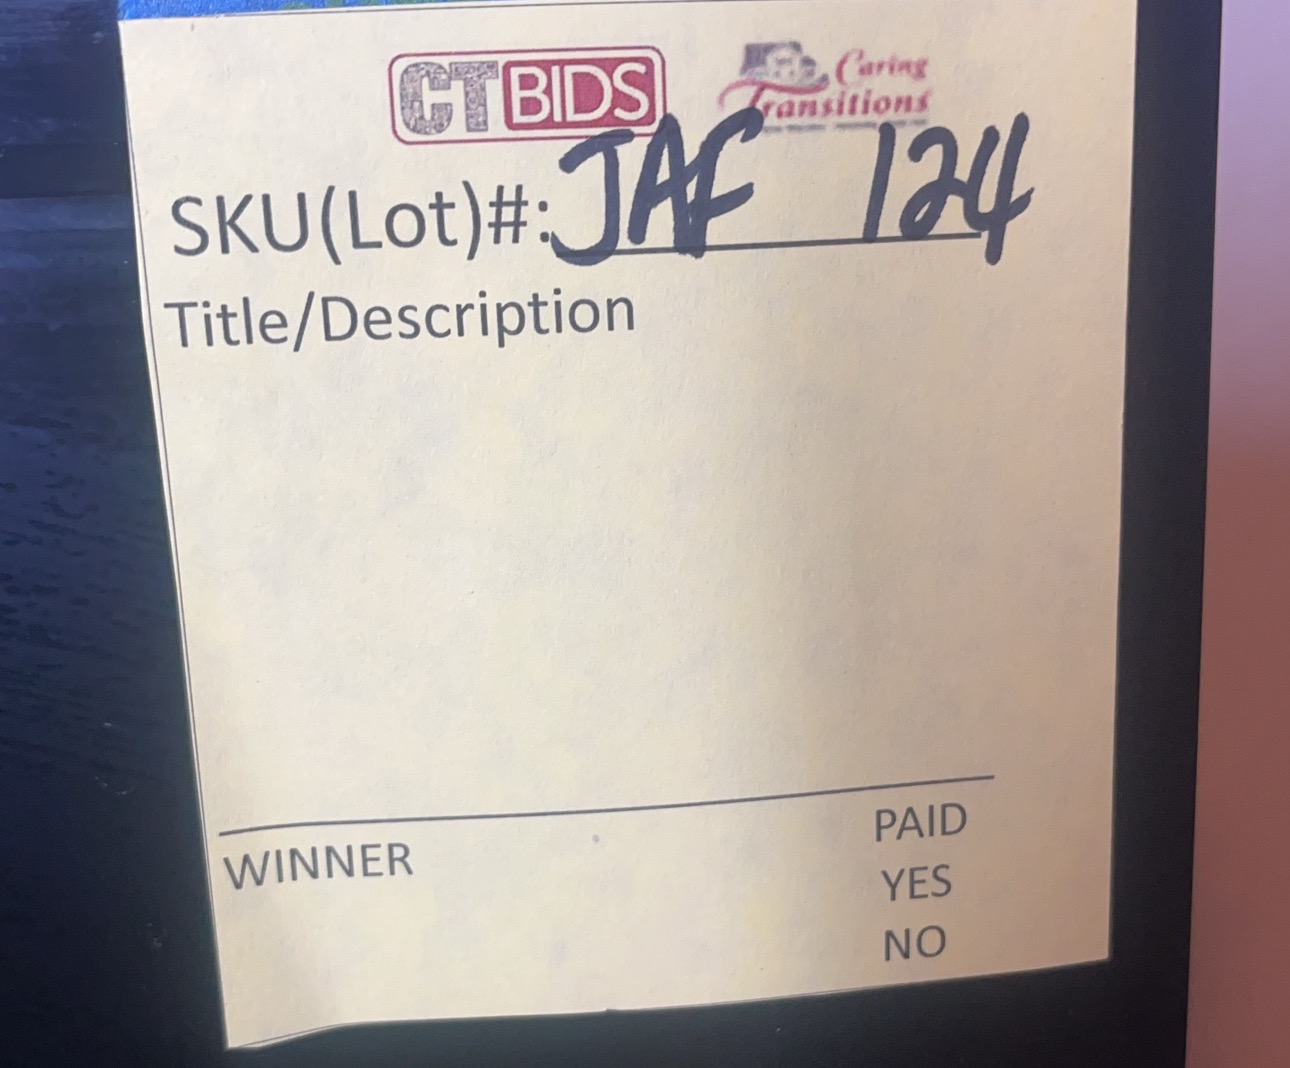 CTBIDS Caring
Transitions
SKU(Lot)#: JAF 124
Title/Description
WINNER PAID
YES
NO